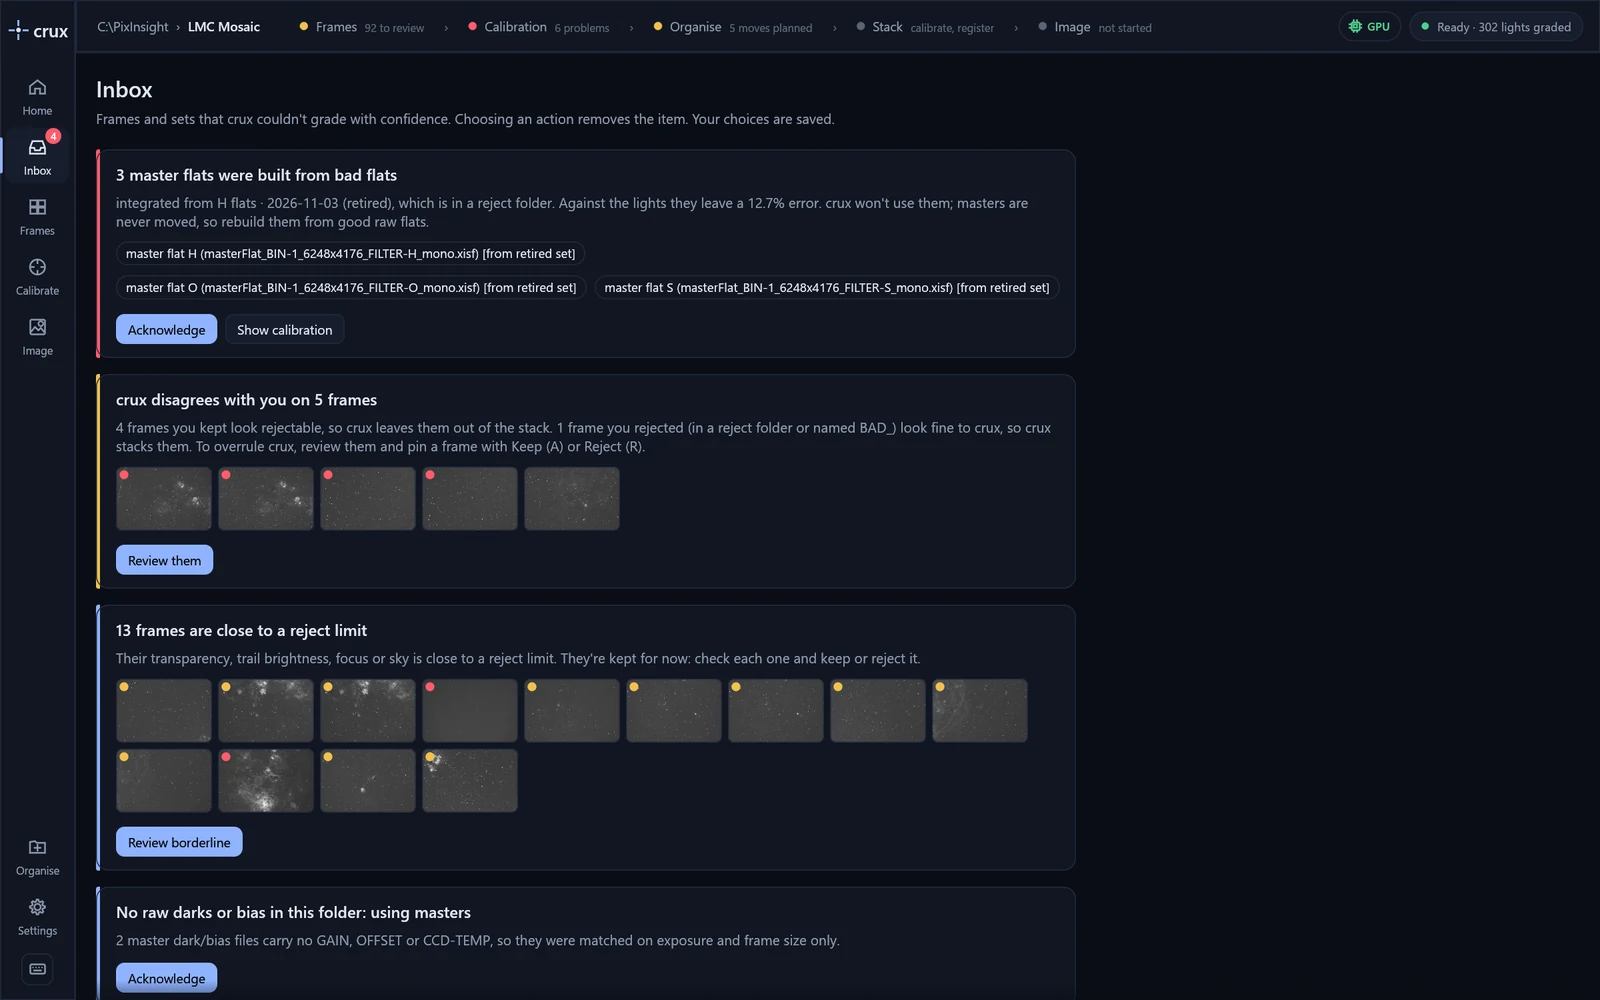 crux
C:\PixInsight › LMC Mosaic
Frames 92 to review
Calibration 6 problems
Organise 5 moves planned
Stack calibrate, register
Image not started
GPU
Ready · 302 lights graded
Home
4
Inbox
Frames
Calibrate
Image
Organise
Settings
Inbox
Frames and sets that crux couldn't grade with confidence. Choosing an action removes the item. Your choices are saved.
3 master flats were built from bad flats
integrated from H flats · 2026-11-03 (retired), which is in a reject folder. Against the lights they leave a 12.7% error. crux won't use them; masters are
never moved, so rebuild them from good raw flats.
master flat H (masterFlat_BIN-1_6248x4176_FILTER-H_mono.xisf) [from retired set]
master flat O (masterFlat_BIN-1_6248x4176_FILTER-O_mono.xisf) [from retired set]
master flat S (masterFlat_BIN-1_6248x4176_FILTER-S_mono.xisf) [from retired set]
Acknowledge
Show calibration
crux disagrees with you on 5 frames
4 frames you kept look rejectable, so crux leaves them out of the stack. 1 frame you rejected (in a reject folder or named BAD_) look fine to crux, so crux
stacks them. To overrule crux, review them and pin a frame with Keep (A) or Reject (R).
Review them
13 frames are close to a reject limit
Their transparency, trail brightness, focus or sky is close to a reject limit. They're kept for now: check each one and keep or reject it.
Review borderline
No raw darks or bias in this folder: using masters
2 master dark/bias files carry no GAIN, OFFSET or CCD-TEMP, so they were matched on exposure and frame size only.
Acknowledge